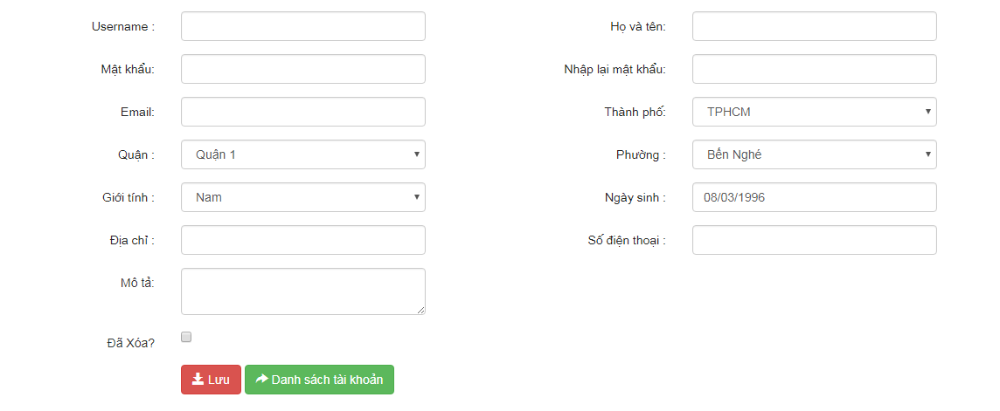 Username : Họ và tên:
Mật khẩu: Nhập lại mật khẩu:
Email: Thành phố: TPHCM
Quận : Quận 1 Phường : Bến Nghé
Giới tính : Nam Ngày sinh : 08/03/1996
Địa chỉ : Số điện thoại :
Mô tả:
Đã Xóa?
Lưu Danh sách tài khoản